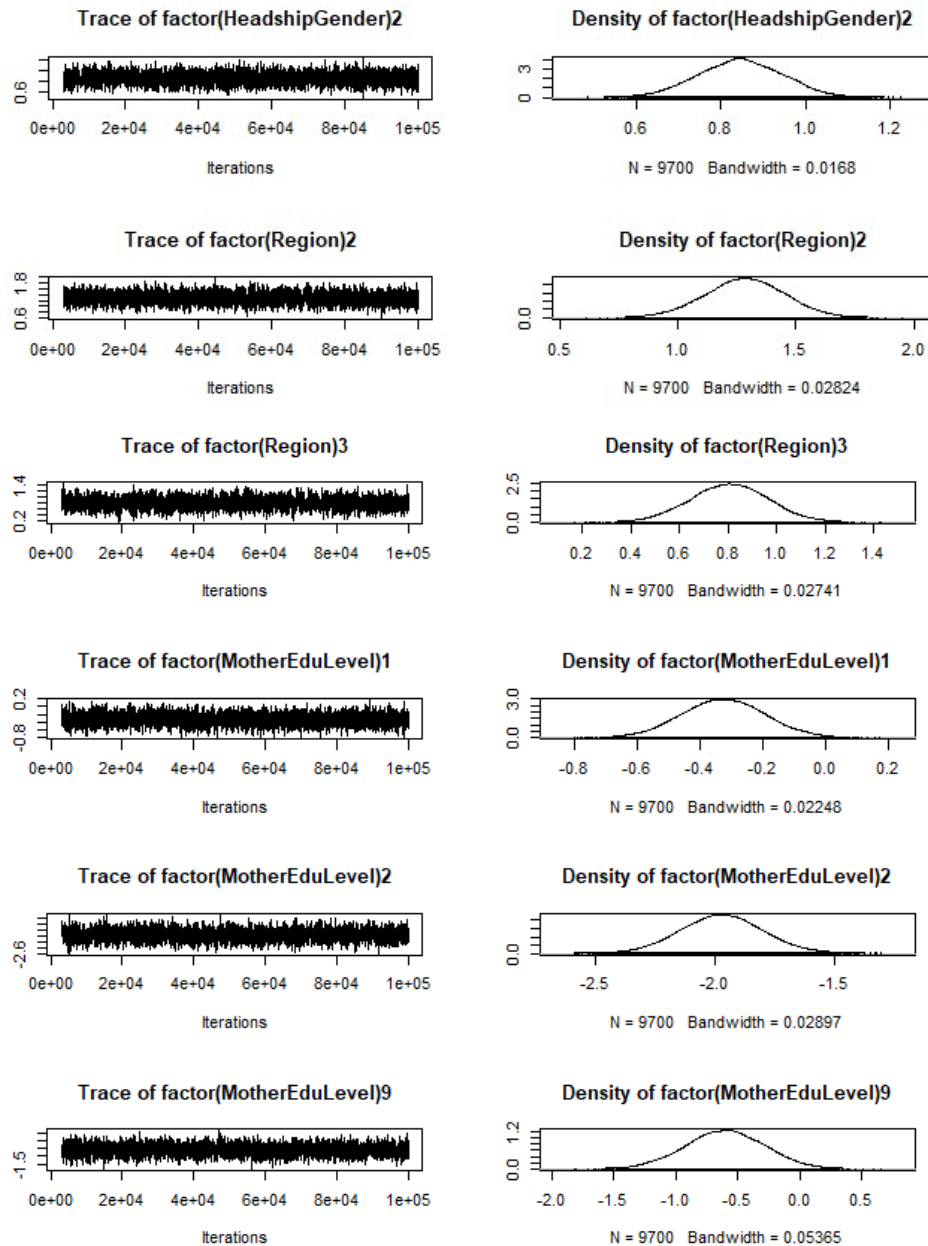 Trace of factor(HeadshipGender)2
Density of factor(HeadshipGender)2
0.6
0 3
0e+00 2e+04 4e+04 6e+04 8e+04 1e+05
0.6 0.8 1.0 1.2
Iterations
N = 9700 Bandwidth = 0.0168
Trace of factor(Region)2
Density of factor(Region)2
0.6 1.8
0.0
0e+00 2e+04 4e+04 6e+04 8e+04 1e+05
0.5 1.0 1.5 2.0
Iterations
N = 9700 Bandwidth = 0.02824
Trace of factor(Region)3
Density of factor(Region)3
0.2 1.4
0.0 2.5
0e+00 2e+04 4e+04 6e+04 8e+04 1e+05
0.2 0.4 0.6 0.8 1.0 1.2 1.4
Iterations
N = 9700 Bandwidth = 0.02741
Trace of factor(MotherEduLevel)1
Density of factor(MotherEduLevel)1
-0.8 0.2
0.0 3.0
0e+00 2e+04 4e+04 6e+04 8e+04 1e+05
-0.8 -0.6 -0.4 -0.2 0.0 0.2
Iterations
N = 9700 Bandwidth = 0.02248
Trace of factor(MotherEduLevel)2
Density of factor(MotherEduLevel)2
-2.6
0.0
0e+00 2e+04 4e+04 6e+04 8e+04 1e+05
-2.5 -2.0 -1.5
Iterations
N = 9700 Bandwidth = 0.02897
Trace of factor(MotherEduLevel)9
Density of factor(MotherEduLevel)9
-1.5
0.0 1.2
0e+00 2e+04 4e+04 6e+04 8e+04 1e+05
-2.0 -1.5 -1.0 -0.5 0.0 0.5
Iterations
N = 9700 Bandwidth = 0.05365